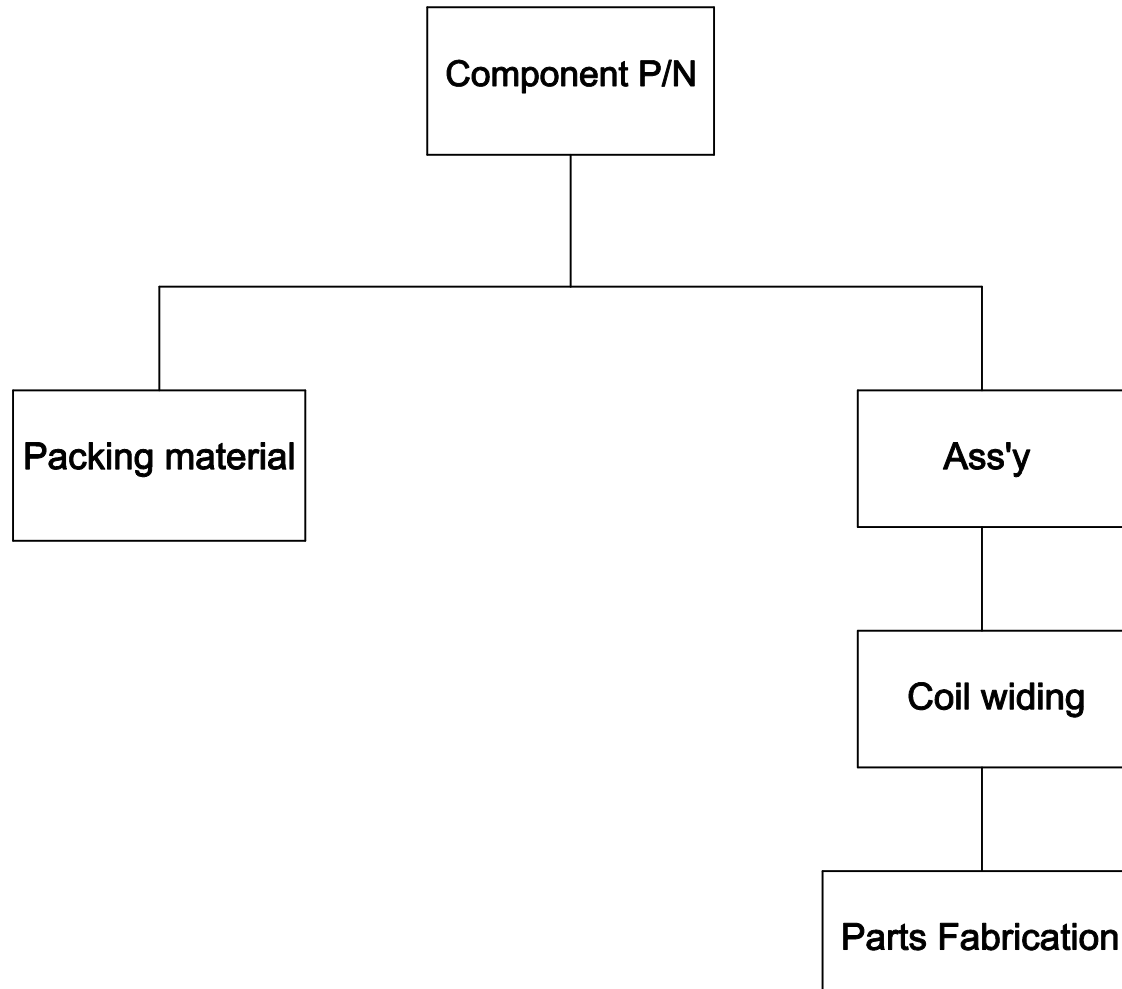 Component P/N
Packing material
Ass'y
Coil widing
Parts Fabrication